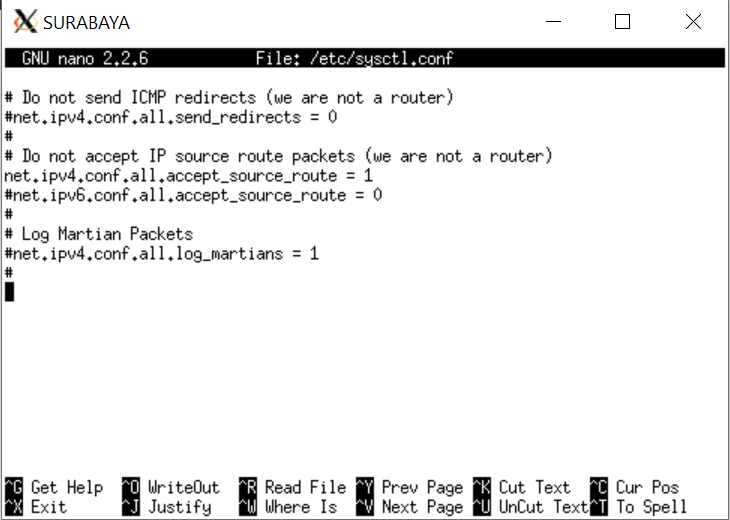 SURABAYA
GNU nano 2.2.6 File: /etc/sysctl.conf
# Do not send ICMP redirects (we are not a router)
#net.ipv4.conf.all.send_redirects = 0
#
# Do not accept IP source route packets (we are not a router)
net.ipv4.conf.all.accept_source_route = 1
#net.ipv6.conf.all.accept_source_route = 0
#
# Log Martian Packets
#net.ipv4.conf.all.log_martians = 1
#
^G Get Help ^O WriteOut ^R Read File ^Y Prev Page ^K Cut Text ^C Cur Pos
^X Exit ^J Justify ^W Where Is ^V Next Page ^U UnCut Text^T To Spell